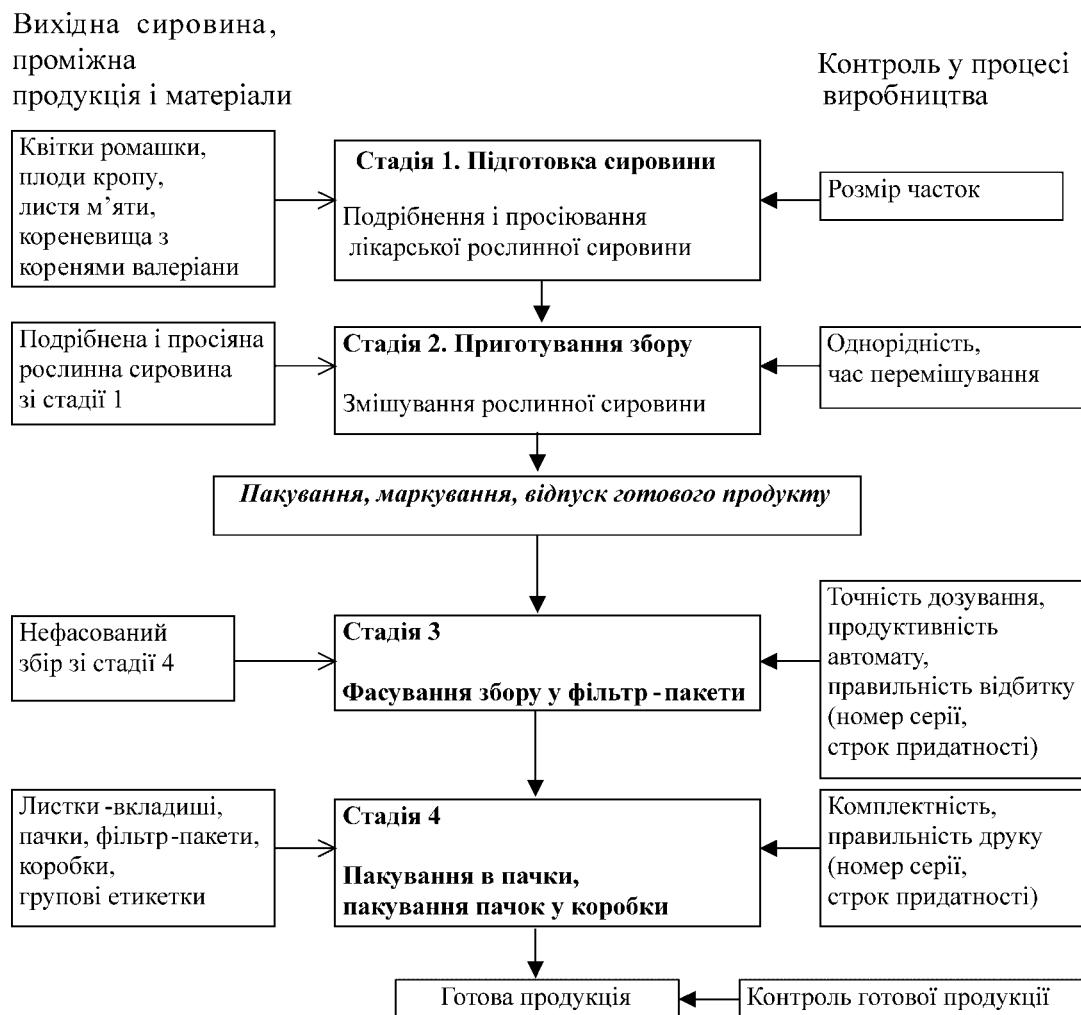 Вихідна сировина,
проміжна
продукція і матеріали
Контроль у процесі
виробництва
Квітки ромашки,
плоди кропу,
листя м’яти,
кореневища з
коренями валеріани
Стадія 1. Підготовка сировини
Подрібнення і просіювання
лікарської рослинної сировини
Розмір часток
Подрібнена і просіяна
рослинна сировина
зі стадії 1
Стадія 2. Приготування збору
Змішування рослинної сировини
Однорідність,
час перемішування
Пакування, маркування, відпуск готового продукту
Нефасований
збір зі стадії 4
Стадія 3
Фасування збору у фільтр-пакети
Точність дозування,
продуктивність
автомату,
правильність відбитку
(номер серії,
строк придатності)
Листки-вкладиші,
пачки, фільтр-пакети,
коробки,
групові етикетки
Стадія 4
Пакування в пачки,
пакування пачок у коробки
Комплектність,
правильність друку
(номер серії,
строк придатності)
Готова продукція
Контроль готової продукції